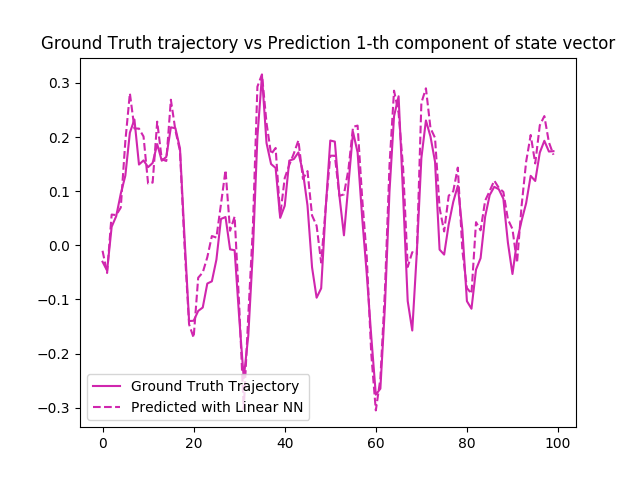 Ground Truth trajectory vs Prediction 1-th component of state vector
0.3
0.2
0.1
0.0
−0.1
−0.2
−0.3
Ground Truth Trajectory
Predicted with Linear NN
0 20 40 60 80 100